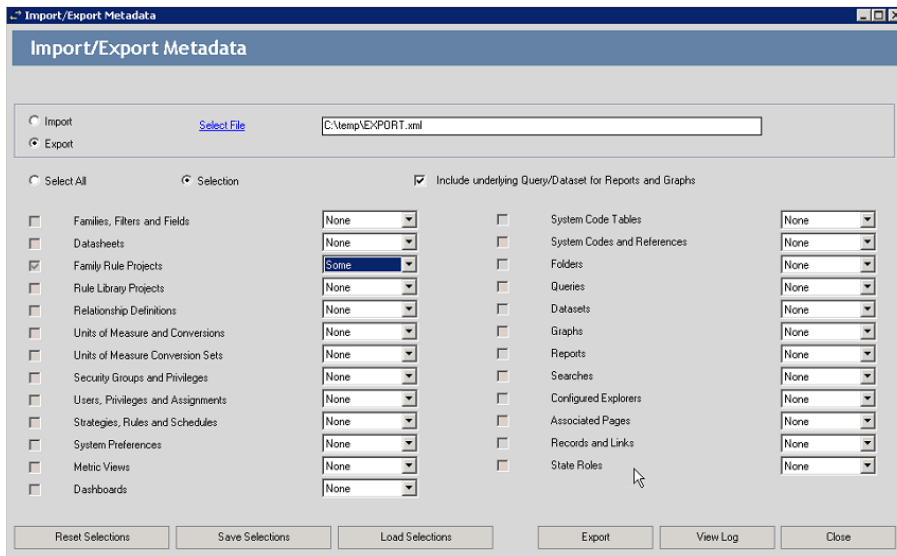 Import/Export Metadata
Import/Export Metadata
Import
Select File
C:\temp\EXPORT.xml
Export
Select All
Selection
Include underlying Query/Dataset for Reports and Graphs
Families, Filters and Fields None
System Code Tables None
Datasheets None
System Codes and References None
Family Rule Projects Some
Folders None
Rule Library Projects None
Queries None
Relationship Definitions None
Datasets None
Units of Measure and Conversions None
Graphs None
Units of Measure Conversion Sets None
Reports None
Security Groups and Privileges None
Searches None
Users, Privileges and Assignments None
Configured Explorers None
Strategies, Rules and Schedules None
Associated Pages None
System Preferences None
Records and Links None
Metric Views None
State Roles None
Dashboards None
Reset Selections Save Selections Load Selections Export View Log Close